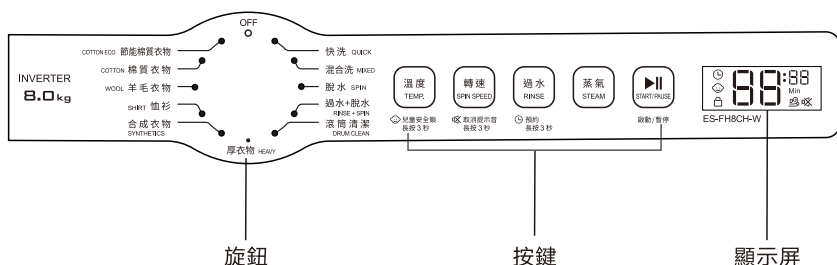 OFF
COTTON ECO 節能棉質衣物
COTTON 棉質衣物
WOOL 羊毛衣物
SHIRT 恤衫
合成衣物
SYNTHETICS
厚衣物 HEAVY
快洗 QUICK
混合洗 MIXED
脫水 SPIN
過水+脫水
RINSE + SPIN
滾筒清潔
DRUM CLEAN
INVERTER
8.0kg
溫度
TEMP.
兒童安全鎖
長按3秒
轉速
SPIN SPEED
取消提示音
長按3秒
過水
RINSE
預約
長按3秒
蒸氣
STEAM
START/PAUSE
啟動/暫停
88:88
Min
ES-FH8CH-W
旋鈕
按鍵
顯示屏